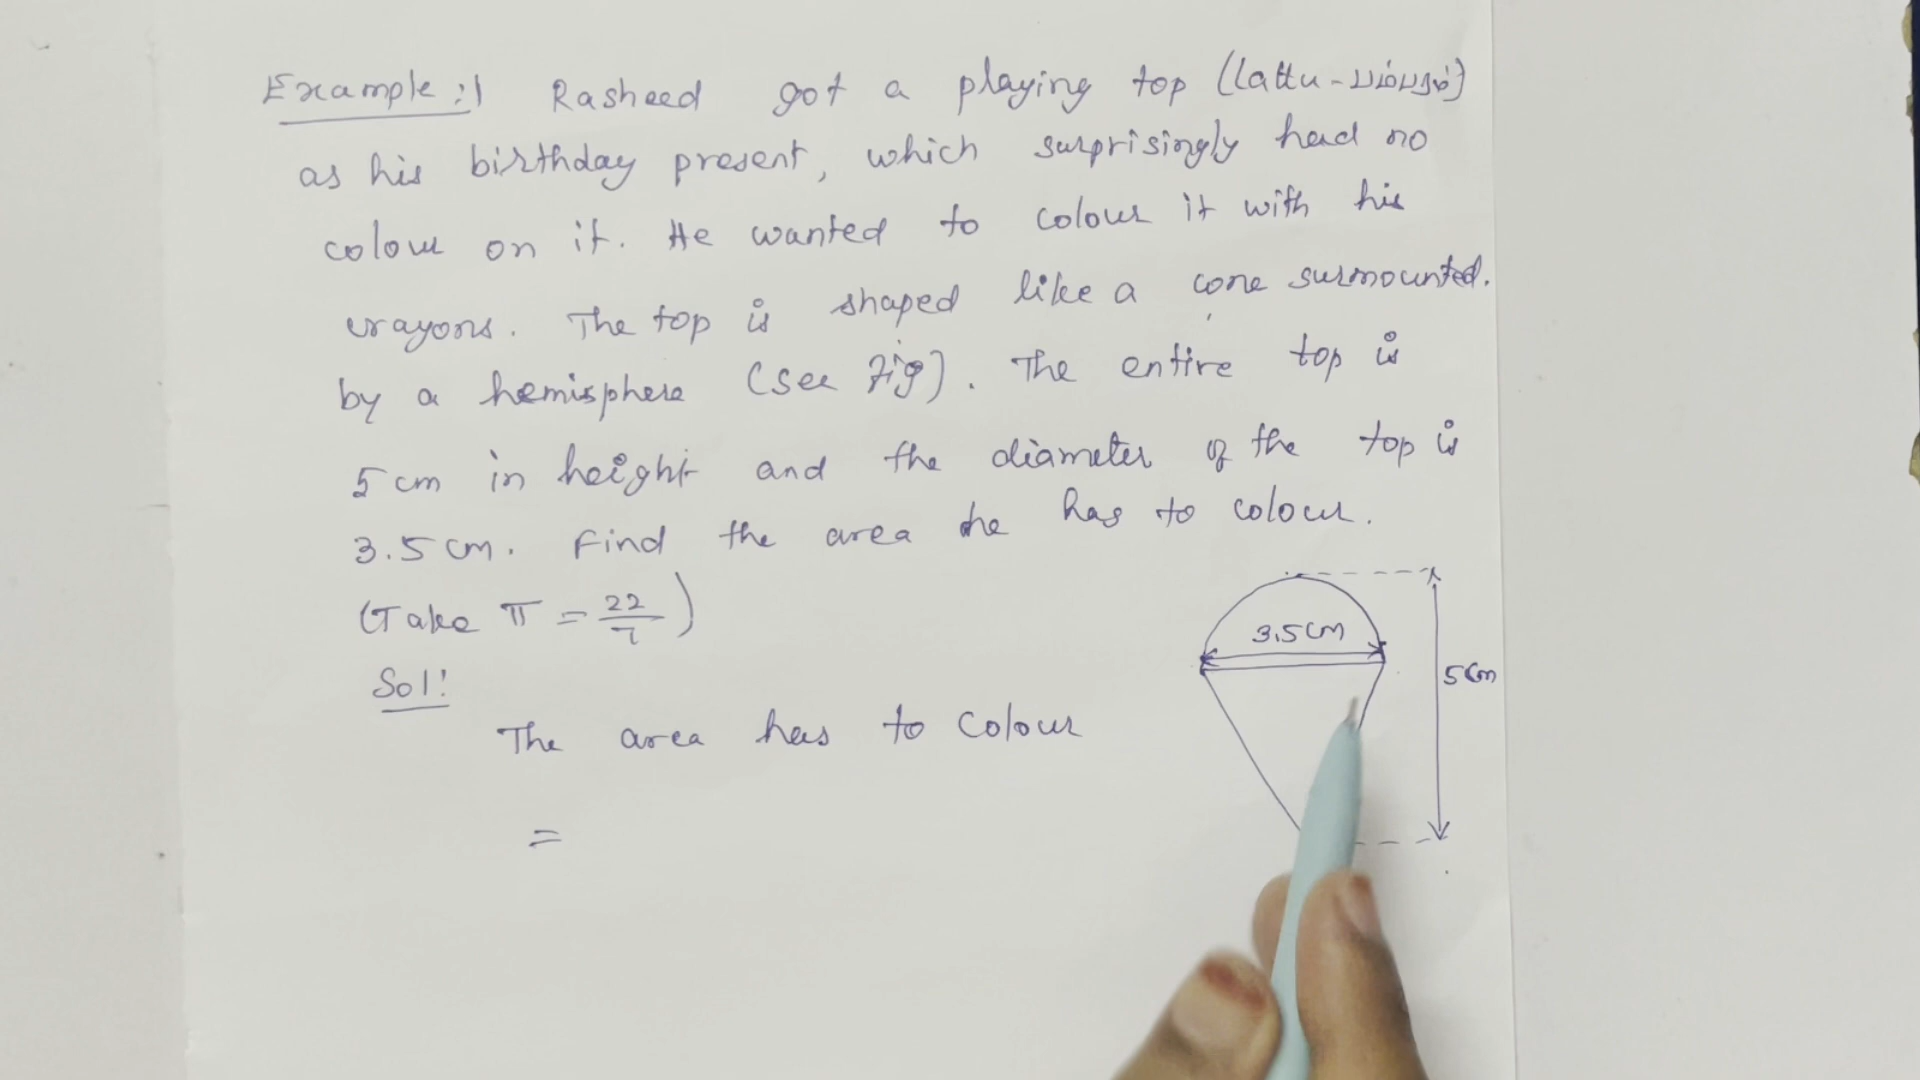 Example:1 Rasheed got a playing top (lattu - பம்பரம்)
as his birthday present, which surprisingly had no
colour on it. He wanted to colour it with his
crayons. The top is shaped like a cone surmounted.
by a hemisphere (see Fig). The entire top is
5 cm in height and the diameter of the top is
3.5 cm. Find the area he has to colour.
(Take π = 22/7)
Sol!
The area has to colour
=
3.5cm
5cm